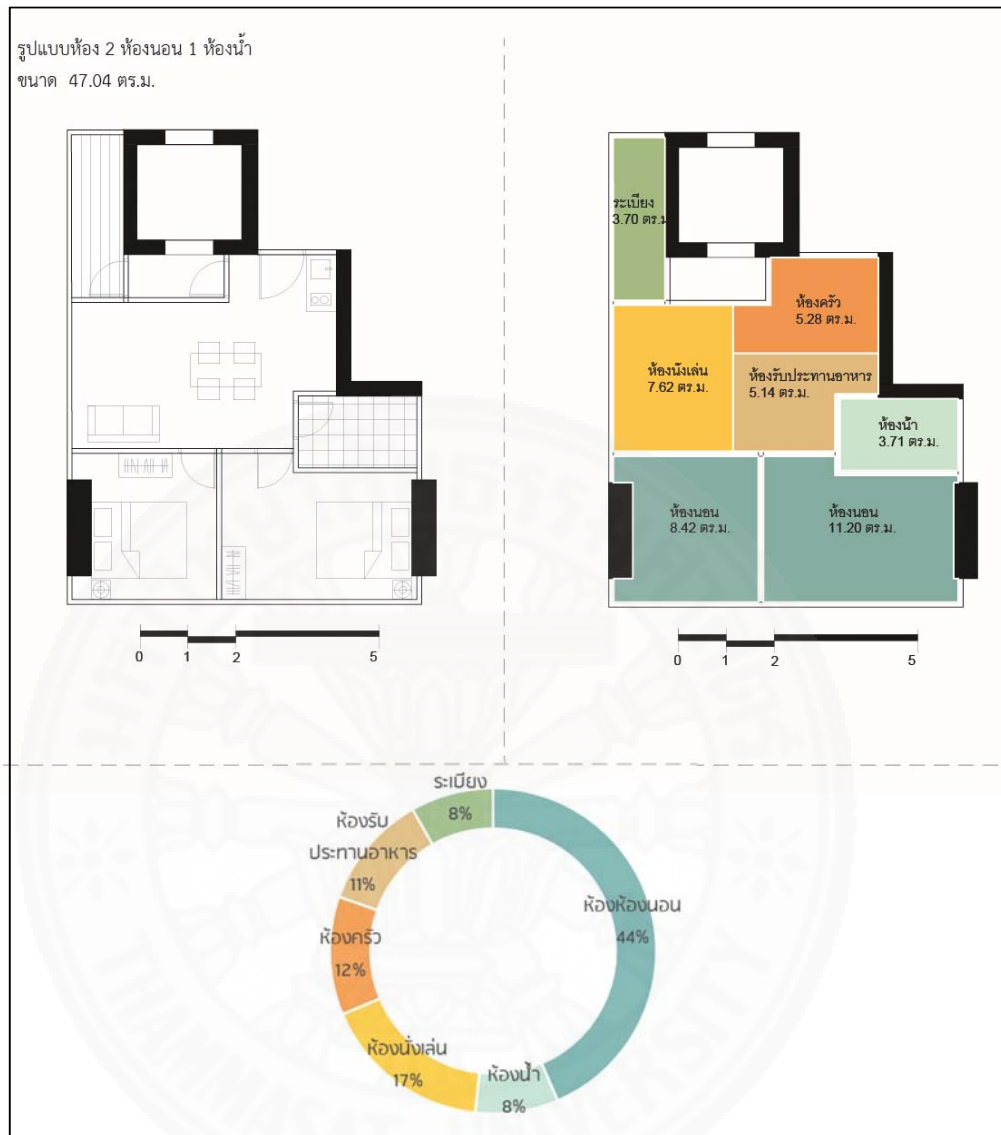 รูปแบบห้อง 2 ห้องนอน 1 ห้องน้ำ
ขนาด 47.04 ตร.ม.
ระเบียง
3.70 ตร.ม
ห้องครัว
5.28 ตร.ม.
ห้องนั่งเล่น
7.62 ตร.ม.
ห้องรับประทานอาหาร
5.14 ตร.ม.
ห้องน้ำ
3.71 ตร.ม.
ห้องนอน
8.42 ตร.ม.
ห้องนอน
11.20 ตร.ม.
0 1 2 5
0 1 2 5
ระเบียง
8%
ห้องรับ
ประทานอาหาร
11%
ห้องห้องนอน
44%
ห้องครัว
12%
ห้องนั่งเล่น
17%
ห้องน้ำ
8%
THAMMASAT UNIVERSITY